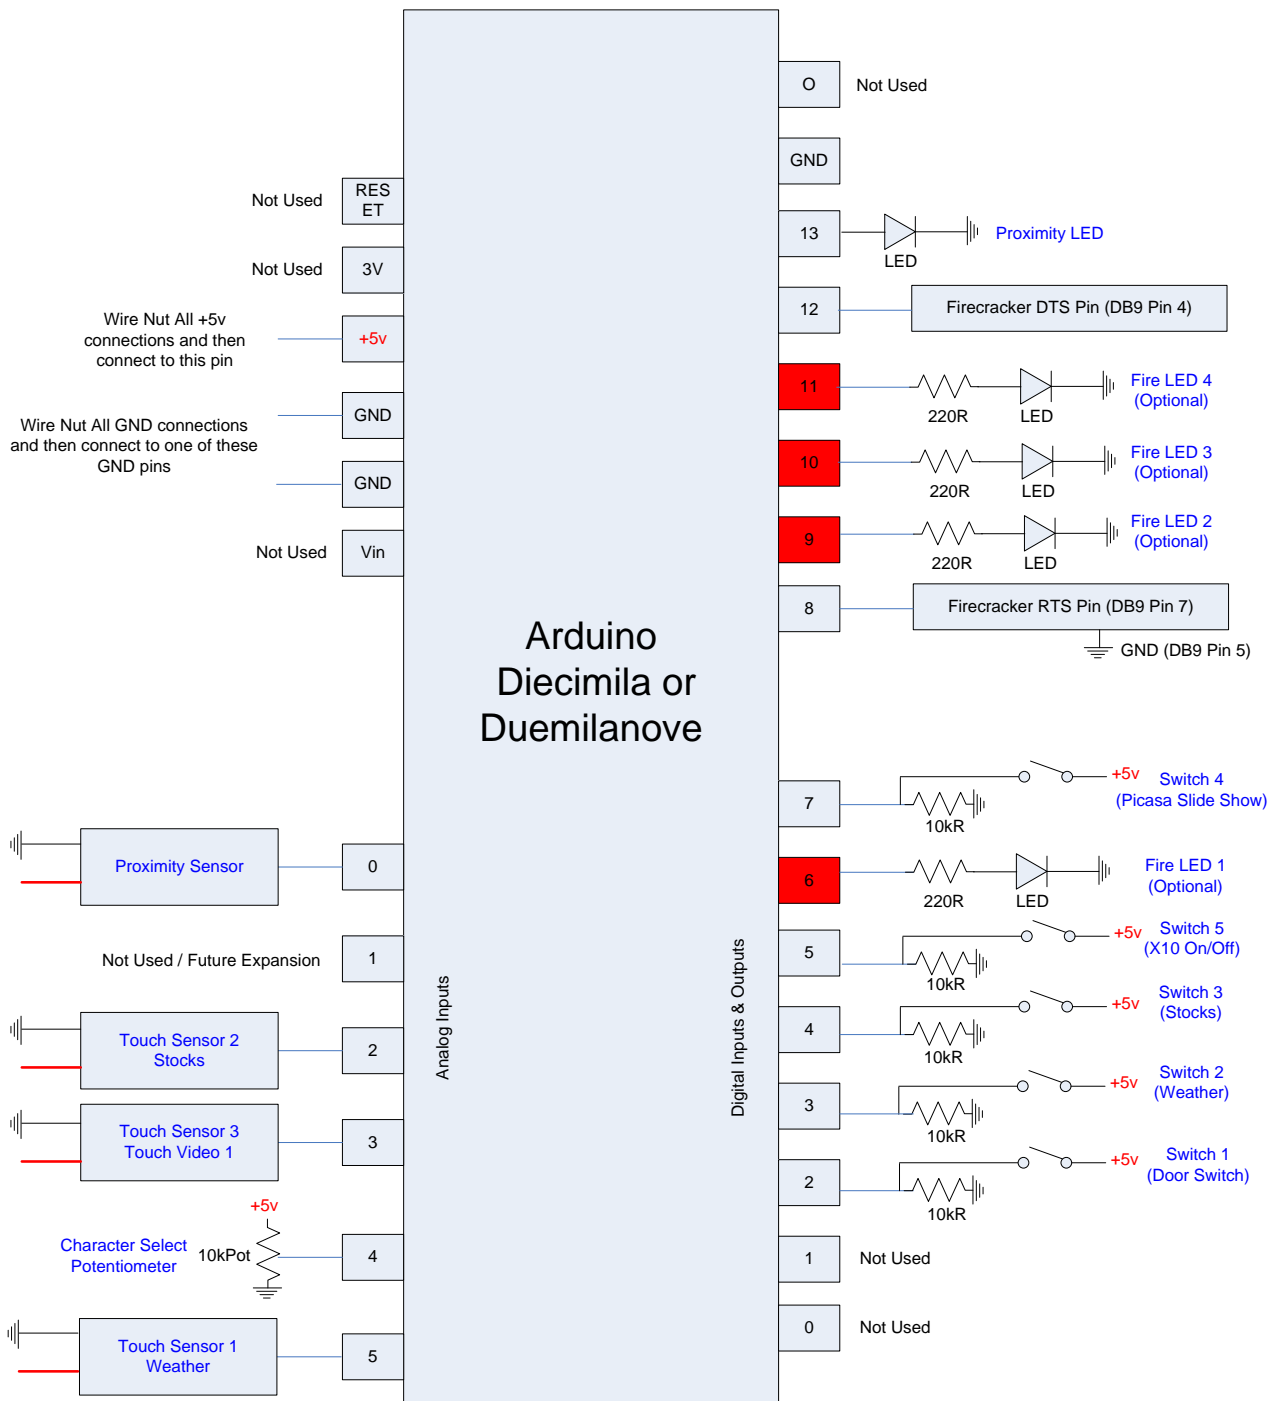 O
Not Used
GND
Not Used
RES
ET
13
LED
Proximity LED
Not Used
3V
12
Firecracker DTS Pin (DB9 Pin 4)
Wire Nut All +5v
connections and then
connect to this pin
+5v
11
220R
LED
Fire LED 4
(Optional)
Wire Nut All GND connections
and then connect to one of these
GND pins
GND
GND
10
220R
LED
Fire LED 3
(Optional)
Not Used
Vin
9
220R
LED
Fire LED 2
(Optional)
8
Firecracker RTS Pin (DB9 Pin 7)
GND (DB9 Pin 5)
Arduino
Diecimila or
Duemilanove
7
10kR
+5v
Switch 4
(Picasa Slide Show)
Proximity Sensor
0
6
220R
LED
Fire LED 1
(Optional)
Not Used / Future Expansion
1
5
10kR
+5v
Switch 5
(X10 On/Off)
Analog Inputs
Digital Inputs & Outputs
Touch Sensor 2
Stocks
2
4
10kR
+5v
Switch 3
(Stocks)
Touch Sensor 3
Touch Video 1
3
3
10kR
+5v
Switch 2
(Weather)
2
10kR
+5v
Switch 1
(Door Switch)
+5v
Character Select
Potentiometer
10kPot
4
1
Not Used
0
Not Used
Touch Sensor 1
Weather
5